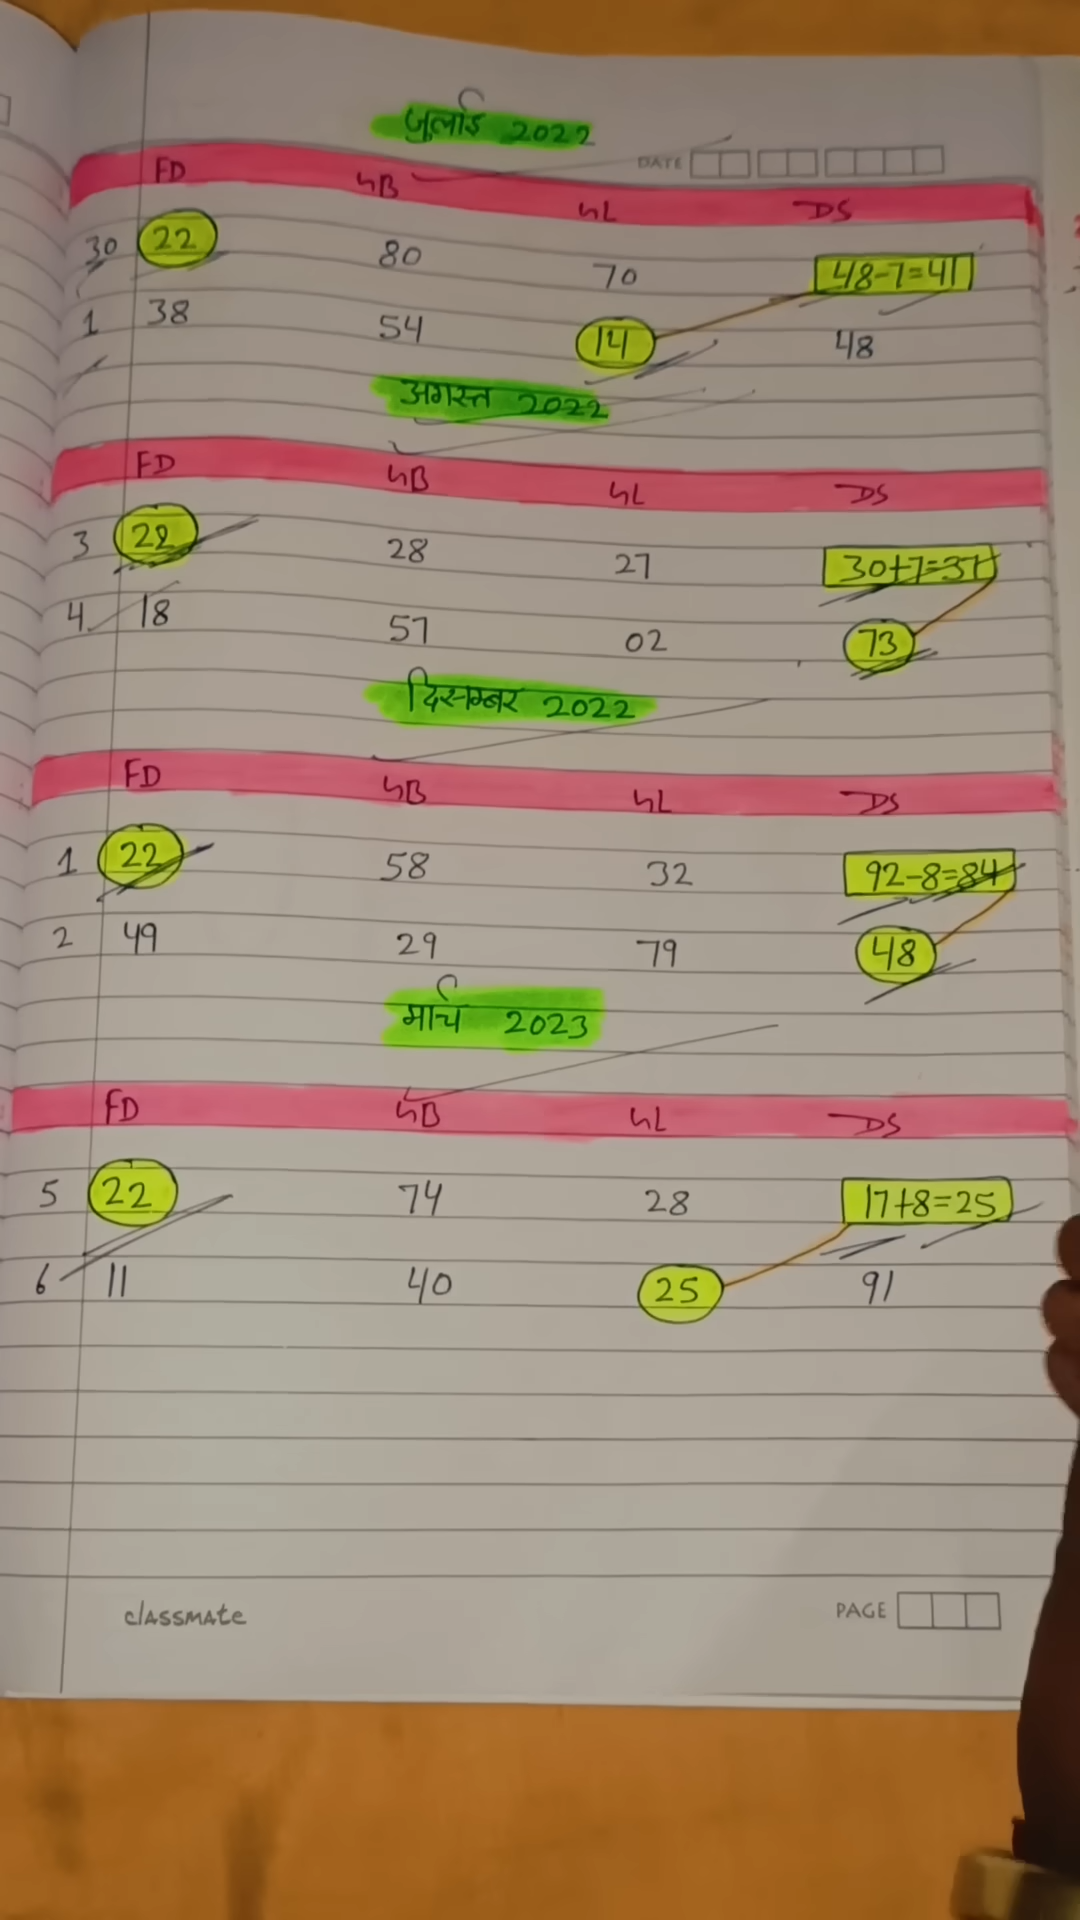 जुलाई 2022
DATE
FD GB GL DS
30 22 80 70 48-7=41
1 38 54 14 48
अगस्त 2022
FD GB GL DS
3 22 28 27 30+7=37
4 18 57 02 73
दिसम्बर 2022
FD GB GL DS
1 22 58 32 92-8=84
2 49 29 79 48
मार्च 2023
FD GB GL DS
5 22 74 28 17+8=25
6 11 40 25 91
classmate
PAGE